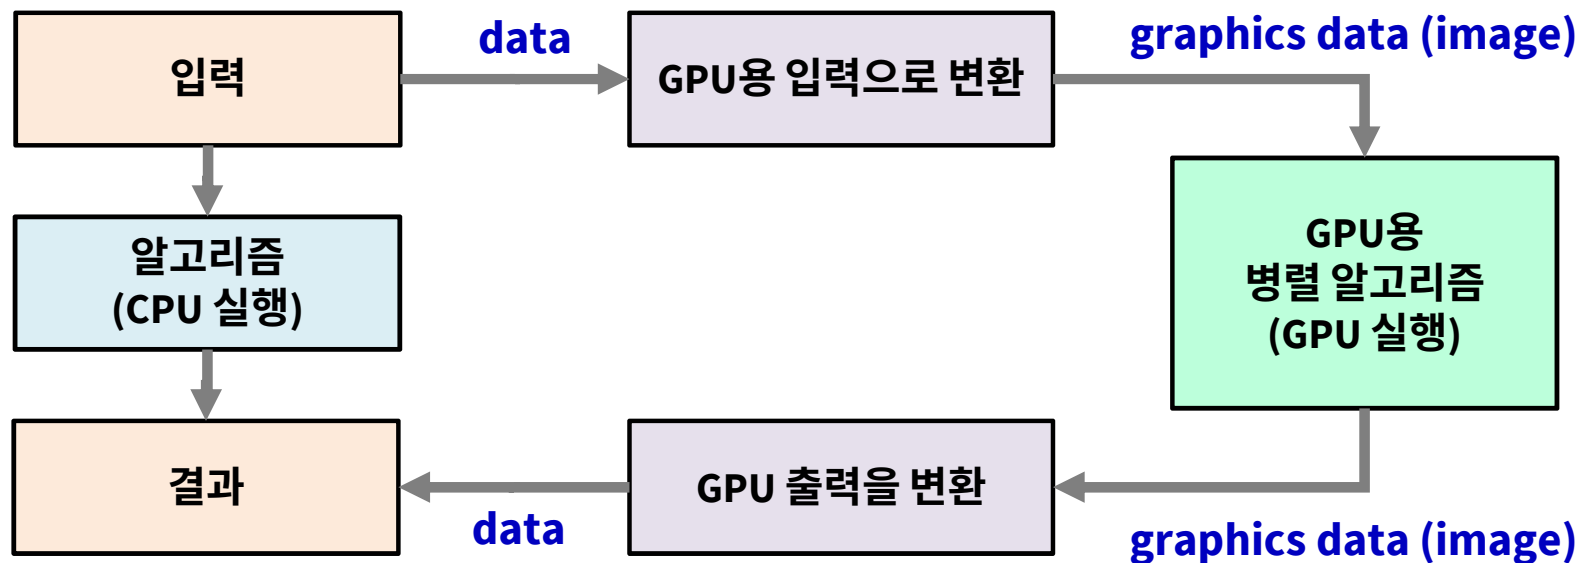 입력
data
GPU용 입력으로 변환
graphics data (image)
알고리즘
(CPU 실행)
GPU용
병렬 알고리즘
(GPU 실행)
결과
data
GPU 출력을 변환
graphics data (image)